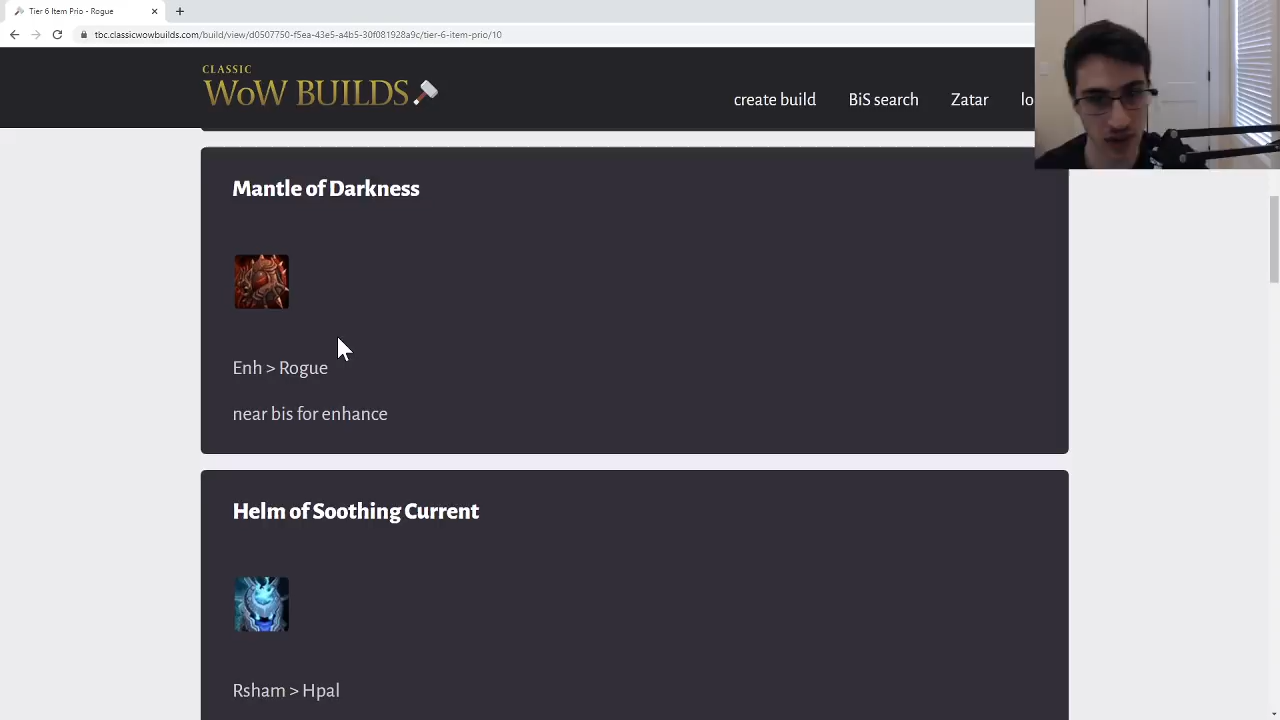 Tier 6 Item Prio - Rogue
tbc.classicwowbuilds.com/build/view/d0507750-f5ea-43e5-a4b5-30f081928a9c/tier-6-item-prio/10
CLASSIC
WoW BUILDS
create build
BiS search
Zatar
lo
Mantle of Darkness
Enh > Rogue
near bis for enhance
Helm of Soothing Current
Rsham > Hpal